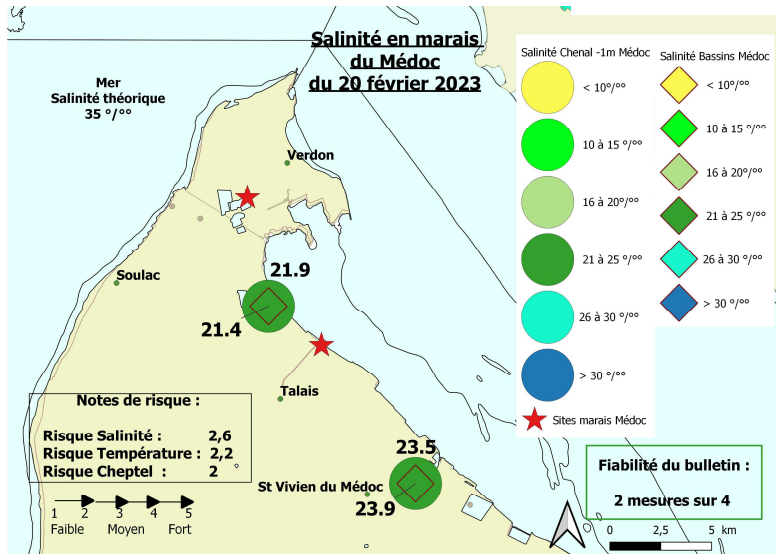 Salinité en marais
du Médoc
du 20 février 2023
Mer
Salinité théorique
35 °/°°
Verdon
Soulac
21.9
21.4
Talais
23.5
St Vivien du Médoc
23.9
Notes de risque :
Risque Salinité : 2,6
Risque Température : 2,2
Risque Cheptel : 2
1 2 3 4 5
Faible Moyen Fort
Salinité Chenal -1m Médoc
< 10°/°°
10 à 15 °/°°
16 à 20°/°°
21 à 25 °/°°
26 à 30 °/°°
> 30 °/°°
Sites marais Médoc
Salinité Bassins Médoc
< 10°/°°
10 à 15 °/°°
16 à 20°/°°
21 à 25 °/°°
26 à 30 °/°°
> 30 °/°°
Fiabilité du bulletin :
2 mesures sur 4
0 2,5 5 km